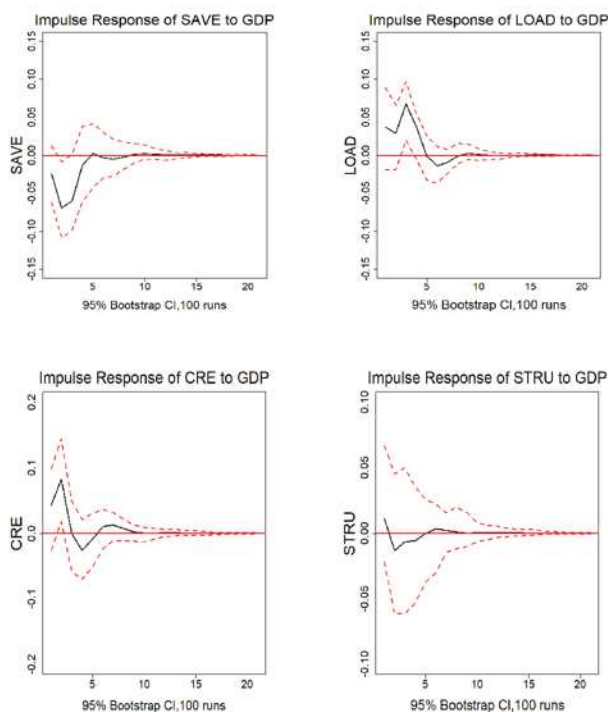 Impulse Response of SAVE to GDP
SAVE
0.15
0.10
0.05
0.00
-0.05
-0.10
-0.15
5 10 15 20
95% Bootstrap CI,100 runs
Impulse Response of LOAD to GDP
LOAD
0.15
0.10
0.05
0.00
-0.05
-0.10
-0.15
5 10 15 20
95% Bootstrap CI,100 runs
Impulse Response of CRE to GDP
CRE
0.2
0.1
0.0
-0.1
-0.2
5 10 15 20
95% Bootstrap CI,100 runs
Impulse Response of STRU to GDP
STRU
0.10
0.05
0.00
-0.05
-0.10
5 10 15 20
95% Bootstrap CI,100 runs